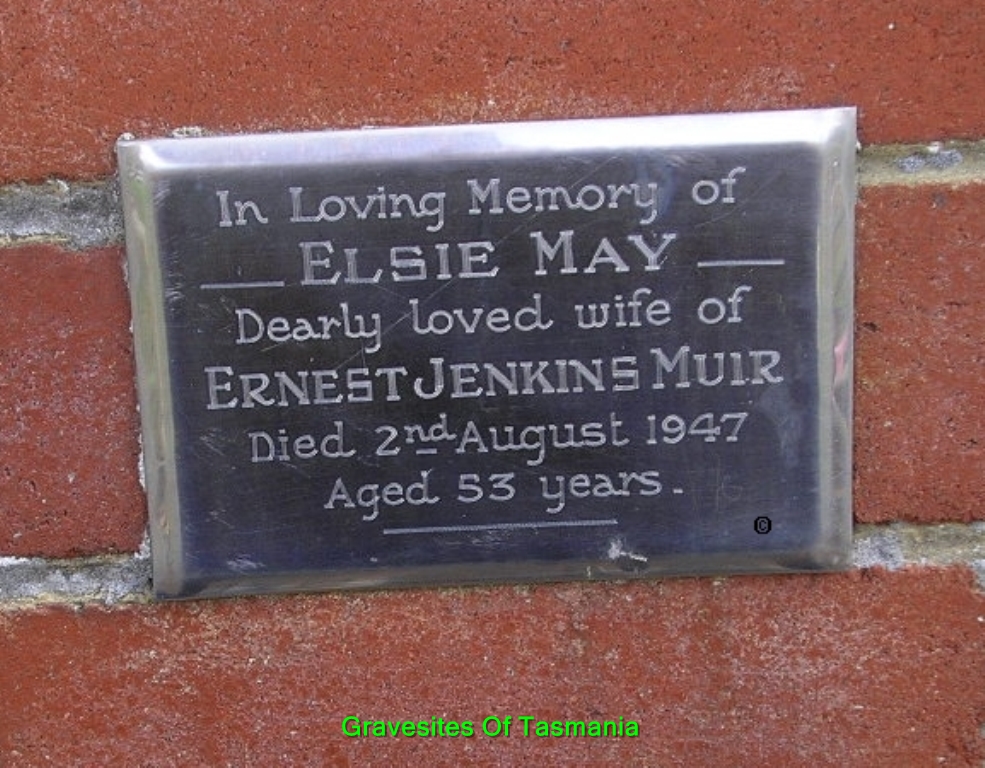 In Loving Memory of
ELSIE MAY
Dearly loved wife of
ERNEST JENKINS MUIR
Died 2nd August 1947
Aged 53 years.
©
Gravesites Of Tasmania